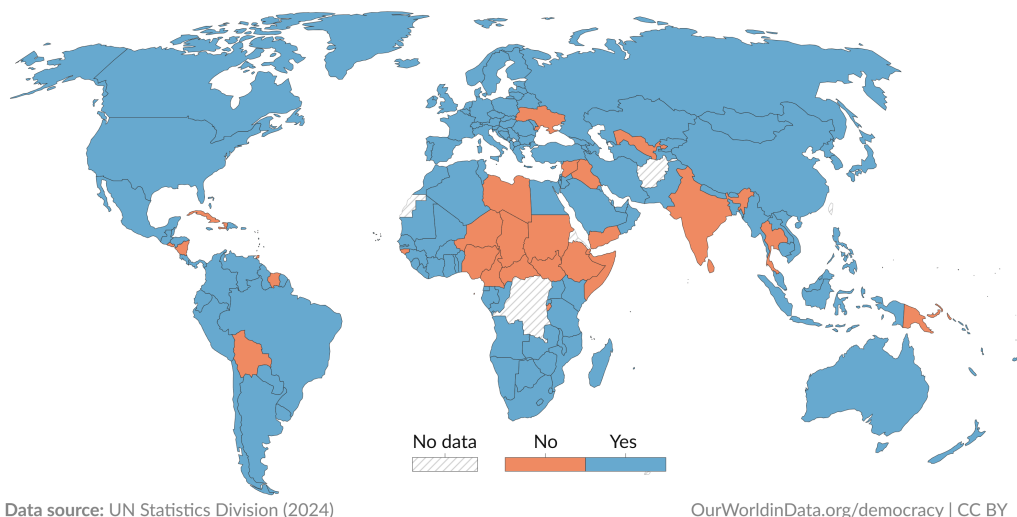 No data
No
Yes
Data source: UN Statistics Division (2024)
OurWorldinData.org/democracy | CC BY